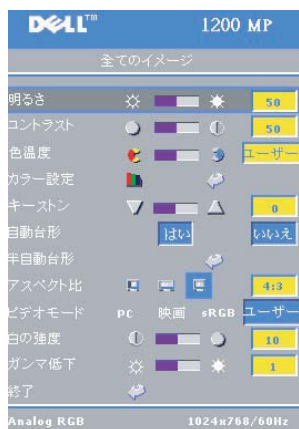 DELL™ 1200 MP
全てのイメージ
明るさ 50
コントラスト 50
色温度 ユーザー
カラー設定
キーストン 0
自動台形 はい いいえ
半自動台形
アスペクト比 4:3
ビデオモード PC 映画 sRGB ユーザー
白の強度 10
ガンマ低下 1
終了
Analog RGB 1024x768/60Hz